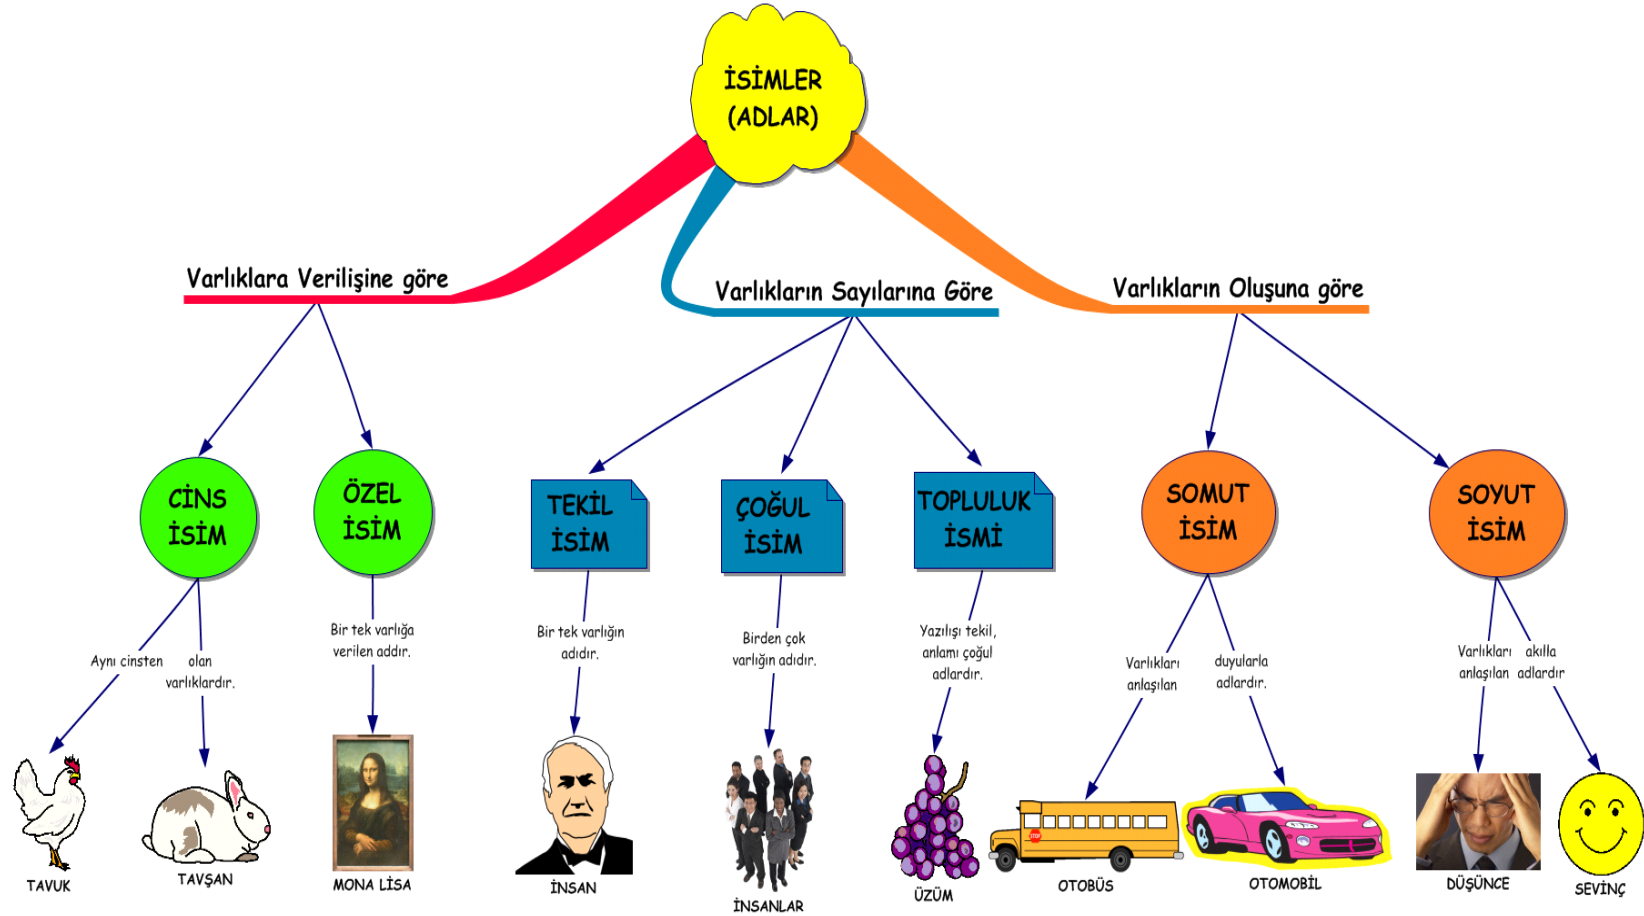 İSİMLER
(ADLAR)
Varlıklara Verilişine göre
Varlıkların Sayılarına Göre
Varlıkların Oluşuna göre
CİNS
İSİM
ÖZEL
İSİM
TEKİL
İSİM
ÇOĞUL
İSİM
TOPLULUK
İSMİ
SOMUT
İSİM
SOYUT
İSİM
Aynı cinsten olan
varlıklardır.
Bir tek varlığa
verilen addır.
Bir tek varlığın
adıdır.
Birden çok
varlığın adıdır.
Yazılışı tekil,
anlamı çoğul
adlardır.
Varlıkları duyularla
anlaşılan adlardır.
Varlıkları akılla
anlaşılan adlardır
TAVUK
TAVŞAN
MONA LİSA
İNSAN
İNSANLAR
ÜZÜM
STOP
OTOBÜS
OTOMOBİL
DÜŞÜNCE
SEVİNÇ